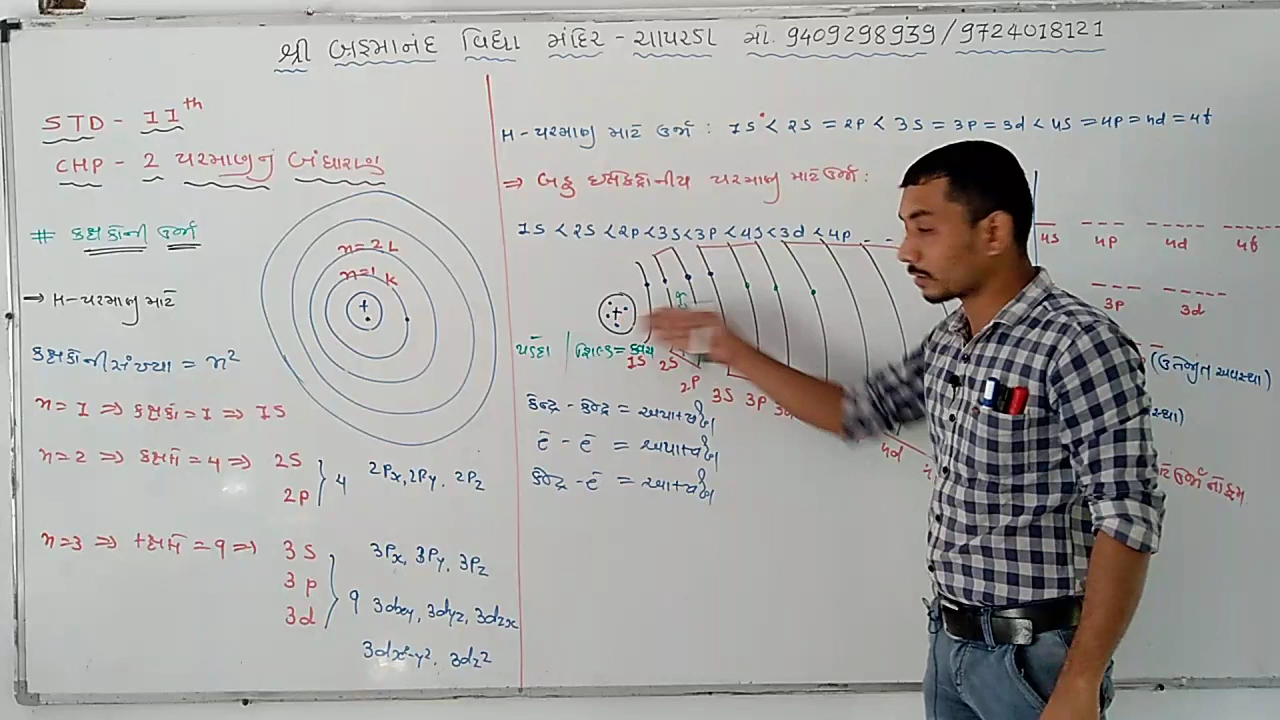 શ્રી બ્રહ્માનંદ વિદ્યા મંદિર - ચાપરડા મો. 9409298939 / 9724018121
STD - 11th
CHP - 2 પરમાણુનું બંધારણ
# કક્ષકોની ઉર્જા
→ H-પરમાણુ માટે
કક્ષકોની સંખ્યા = n²
n=1 ⇒ કક્ષકો = 1 ⇒ 1S
n=2 ⇒ કક્ષકો = 4 ⇒ 2S
2p } 4 2Px, 2Py, 2Pz
n=3 ⇒ કક્ષકો = 9 ⇒ 3S
3p
3d } 9
3Px, 3Py, 3Pz
3dxy, 3dyz, 3dzx
3dx²-y², 3dz²
n=2 L
n=1 K
+
H-પરમાણુ માટે ઉર્જા : 1S < 2S = 2P < 3S = 3P = 3d < 4S = 4P = 4d = 4f
⇒ બહુ ઇલેક્ટ્રોનીય પરમાણુ માટે ઉર્જા :
1S < 2S < 2P < 3S < 3P < 4S < 3d < 4P - -
+
પડદા / શિલ્ડ = કવચ
1S 2S 2P 3S 3P
4d
કેન્દ્ર - કેન્દ્ર = અપાકર્ષણ
ē - ē = અપાકર્ષણ
કેન્દ્ર - ē = આકર્ષણ
4S 4P 4d 4f
3P 3d
(ઉત્તેજીત અવસ્થા)